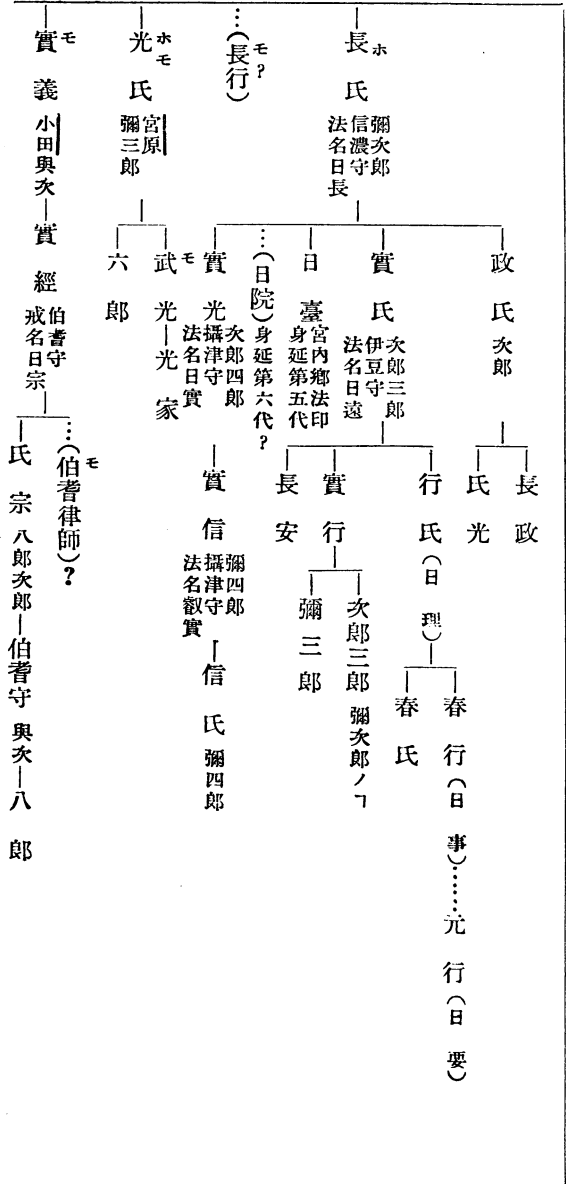 長氏 ホ
彌次郎
信濃守
法名日長
政氏 次郎
長政
氏光
實氏
次郎三郎
伊豆守
法名日遠
行氏（日理）
春行（日事）……元行（日要）
春氏
實行
次郎三郎 彌次郎ノヿ
彌三郎
長安
日臺
宮內鄕法印
身延第五代
…（日院）身延第六代？
實光
次郎四郎
攝津守
法名日實
實信
彌四郎
攝津守
法名叡實
信氏 彌四郎
…（長行） モ？
光氏 ホモ
宮原
彌三郎
武光―光家 モ
六郎
實義 モ
小田與次―實經
伯耆守
戒名日宗
…（伯耆律師）？ モ
氏宗 八郎次郎―伯耆守 與次―八郎